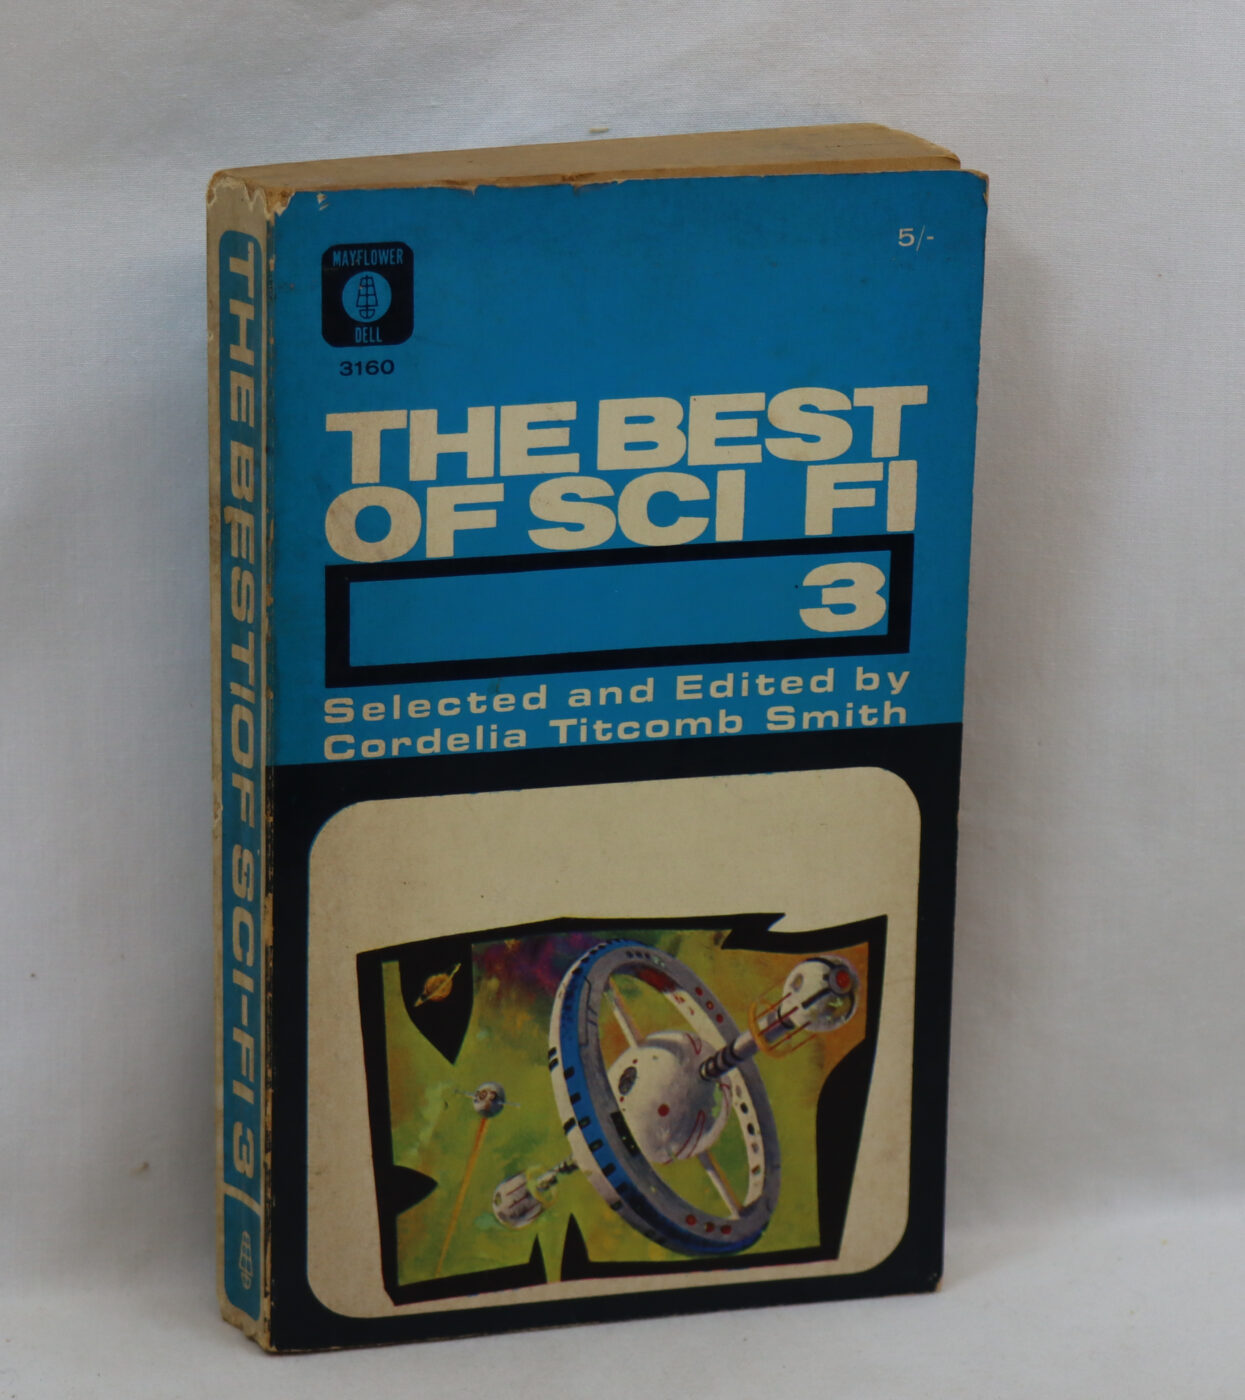 THE BEST OF SCI-FI 3
MAYFLOWER
DELL
3160
5/-
THE BEST
OF SCI FI
3
Selected and Edited by
Cordelia Titcomb Smith